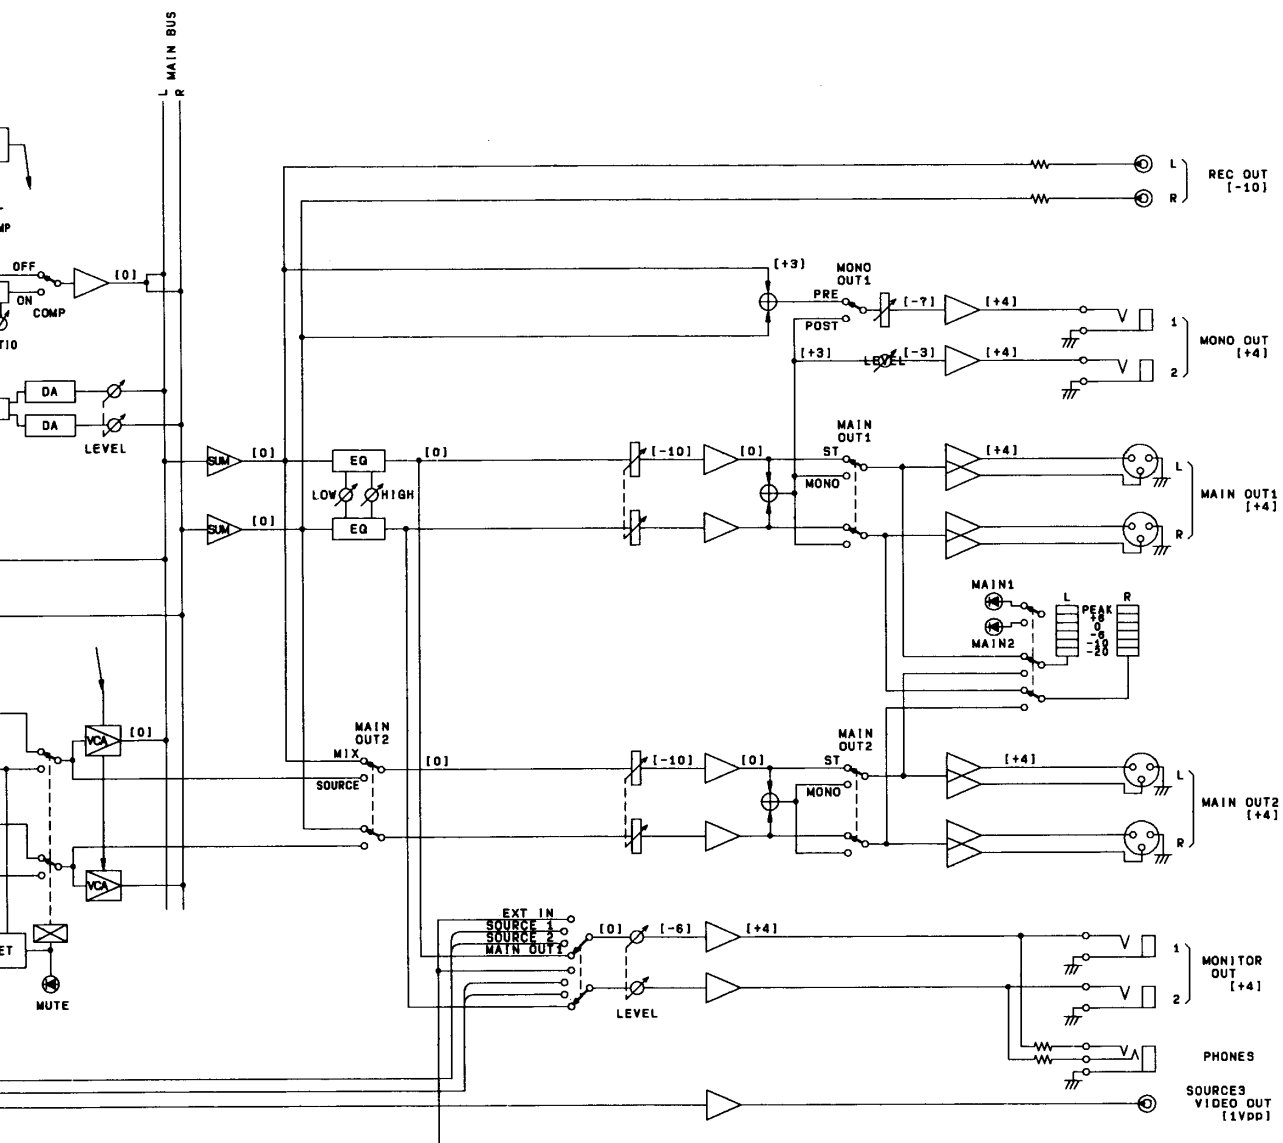 MAIN BUS
L
R
MP
OFF
ON
COMP
[0]
TIO
DA
DA
LEVEL
L
R
REC OUT
[-10]
[+3]
MONO
OUT1
PRE
POST
[-7]
[+4]
[+3]
LEVEL
[-3]
[+4]
1
2
MONO OUT
[+4]
SUM
[0]
SUM
[0]
EQ
LOW
HIGH
EQ
[0]
[-10]
[0]
MAIN
OUT1
ST
MONO
[+4]
L
R
MAIN OUT1
[+4]
MAIN1
MAIN2
L
R
PEAK
+6
0
-6
-10
-20
VCA
[0]
VCA
MAIN
OUT2
MIX
SOURCE
[0]
[-10]
[0]
MAIN
OUT2
ST
MONO
[+4]
L
R
MAIN OUT2
[+4]
ET
MUTE
EXT IN
SOURCE 1
SOURCE 2
MAIN OUT1
[0]
[-6]
[+4]
LEVEL
1
2
MONITOR
OUT
[+4]
PHONES
SOURCE3
VIDEO OUT
[1Vpp]